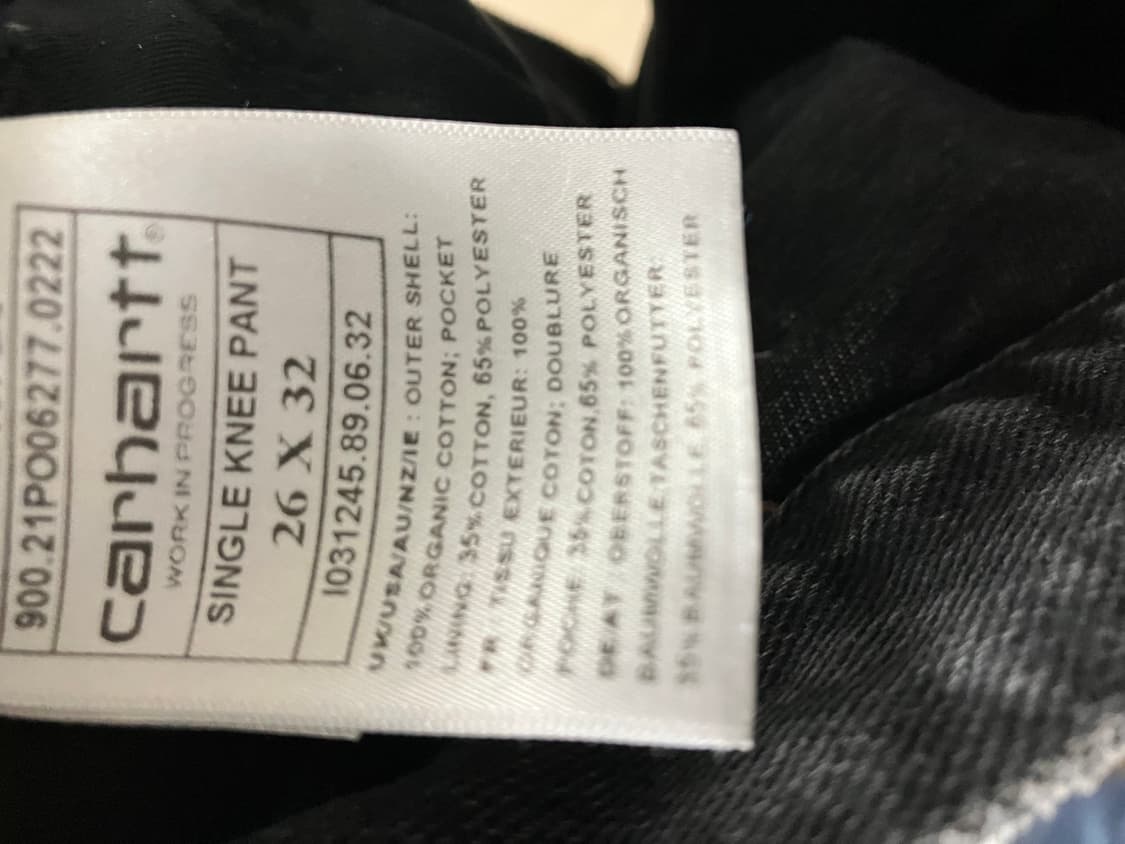 900.21PO06277.0222
carhartt®
WORK IN PROGRESS
SINGLE KNEE PANT
26 X 32
I031245.89.06.32
UK/USA/AU/NZ/IE : OUTER SHELL:
100%ORGANIC COTTON; POCKET
LINING: 35%COTTON, 65%POLYESTER
FR : TISSU EXTERIEUR: 100%
ORGANIQUE COTON; DOUBLURE
POCHE: 35%COTON,65% POLYESTER
DE/AT : OBERSTOFF: 100%ORGANISCH
BAUMWOLLE;TASCHENFUTTER:
35%BAUMWOLLE,65% POLYESTER